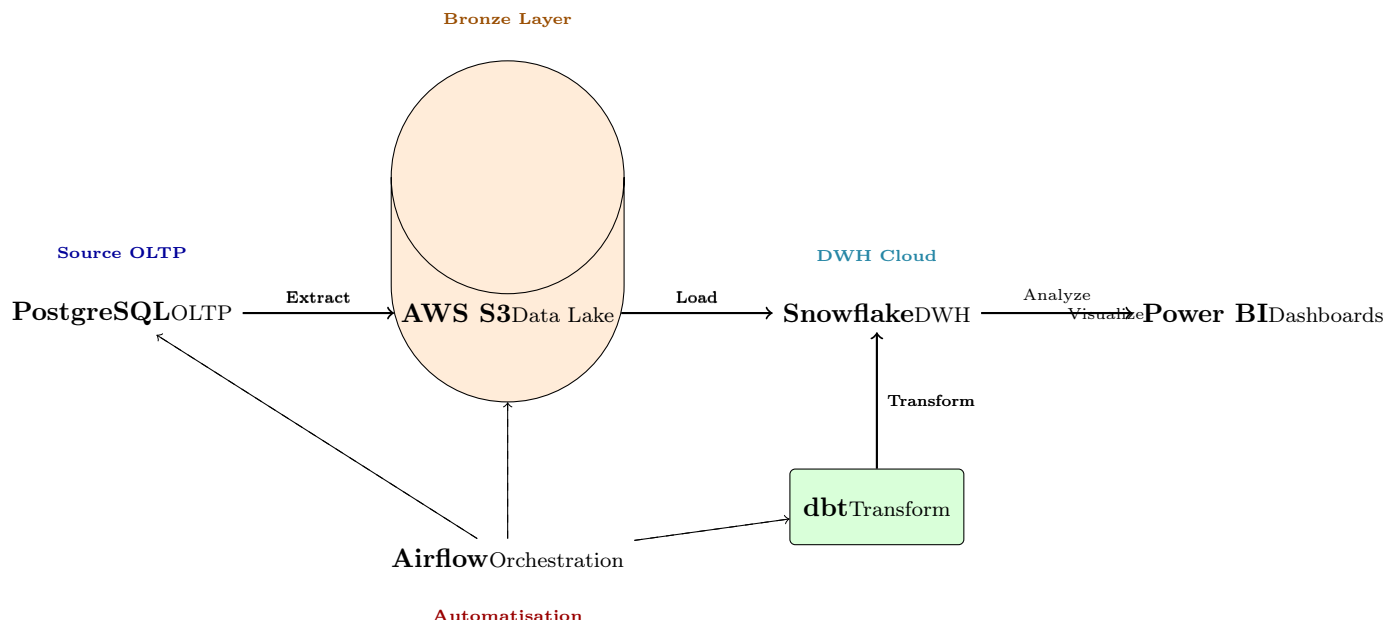 Bronze Layer
Source OLTP
DWH Cloud
PostgreSQLOLTP
Extract
AWS S3Data Lake
Load
SnowflakeDWH
Analyze
Visualize
Power BIDashboards
Transform
dbtTransform
AirflowOrchestration
Automatisation